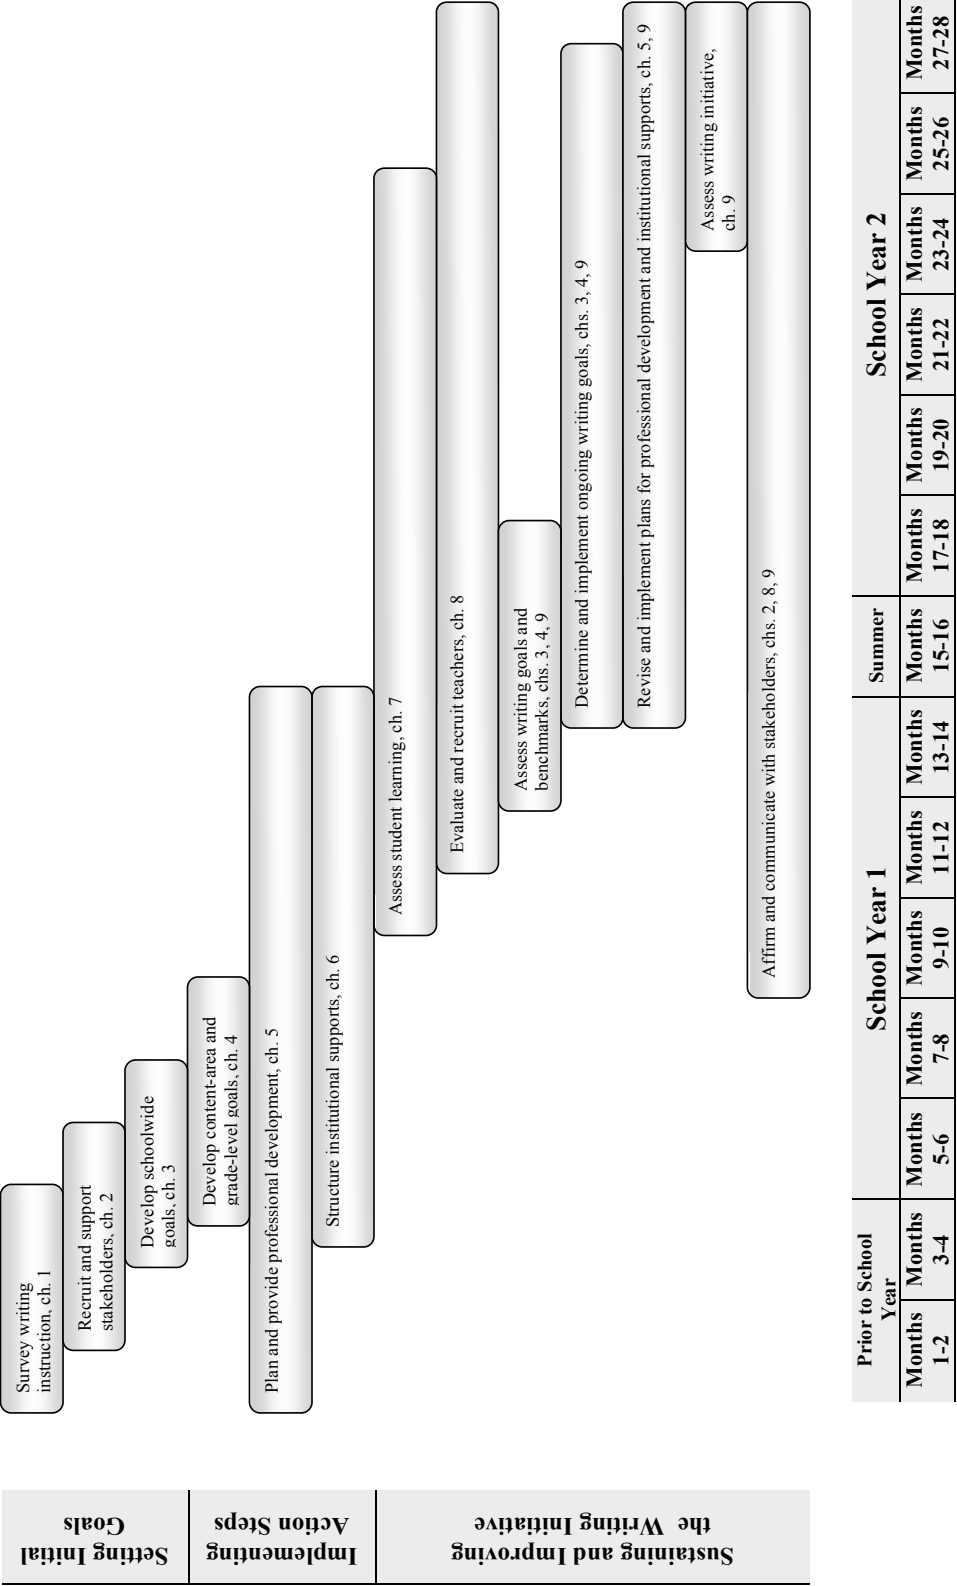 Setting Initial
Goals
Implementing
Action Steps
Sustaining and Improving
the Writing Initiative
Survey writing
instruction, ch. 1
Recruit and support
stakeholders, ch. 2
Develop schoolwide
goals, ch. 3
Develop content-area and
grade-level goals, ch. 4
Plan and provide professional development, ch. 5
Structure institutional supports, ch. 6
Assess student learning, ch. 7
Evaluate and recruit teachers, ch. 8
Assess writing goals and
benchmarks, chs. 3, 4, 9
Determine and implement ongoing writing goals, chs. 3, 4, 9
Revise and implement plans for professional development and institutional supports, ch. 5, 9
Assess writing initiative,
ch. 9
Affirm and communicate with stakeholders, chs. 2, 8, 9
Prior to School
Year
School Year 1
Summer
School Year 2
Months
1-2
Months
3-4
Months
5-6
Months
7-8
Months
9-10
Months
11-12
Months
13-14
Months
15-16
Months
17-18
Months
19-20
Months
21-22
Months
23-24
Months
25-26
Months
27-28